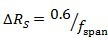 ΔR_S = 0.6/f_span